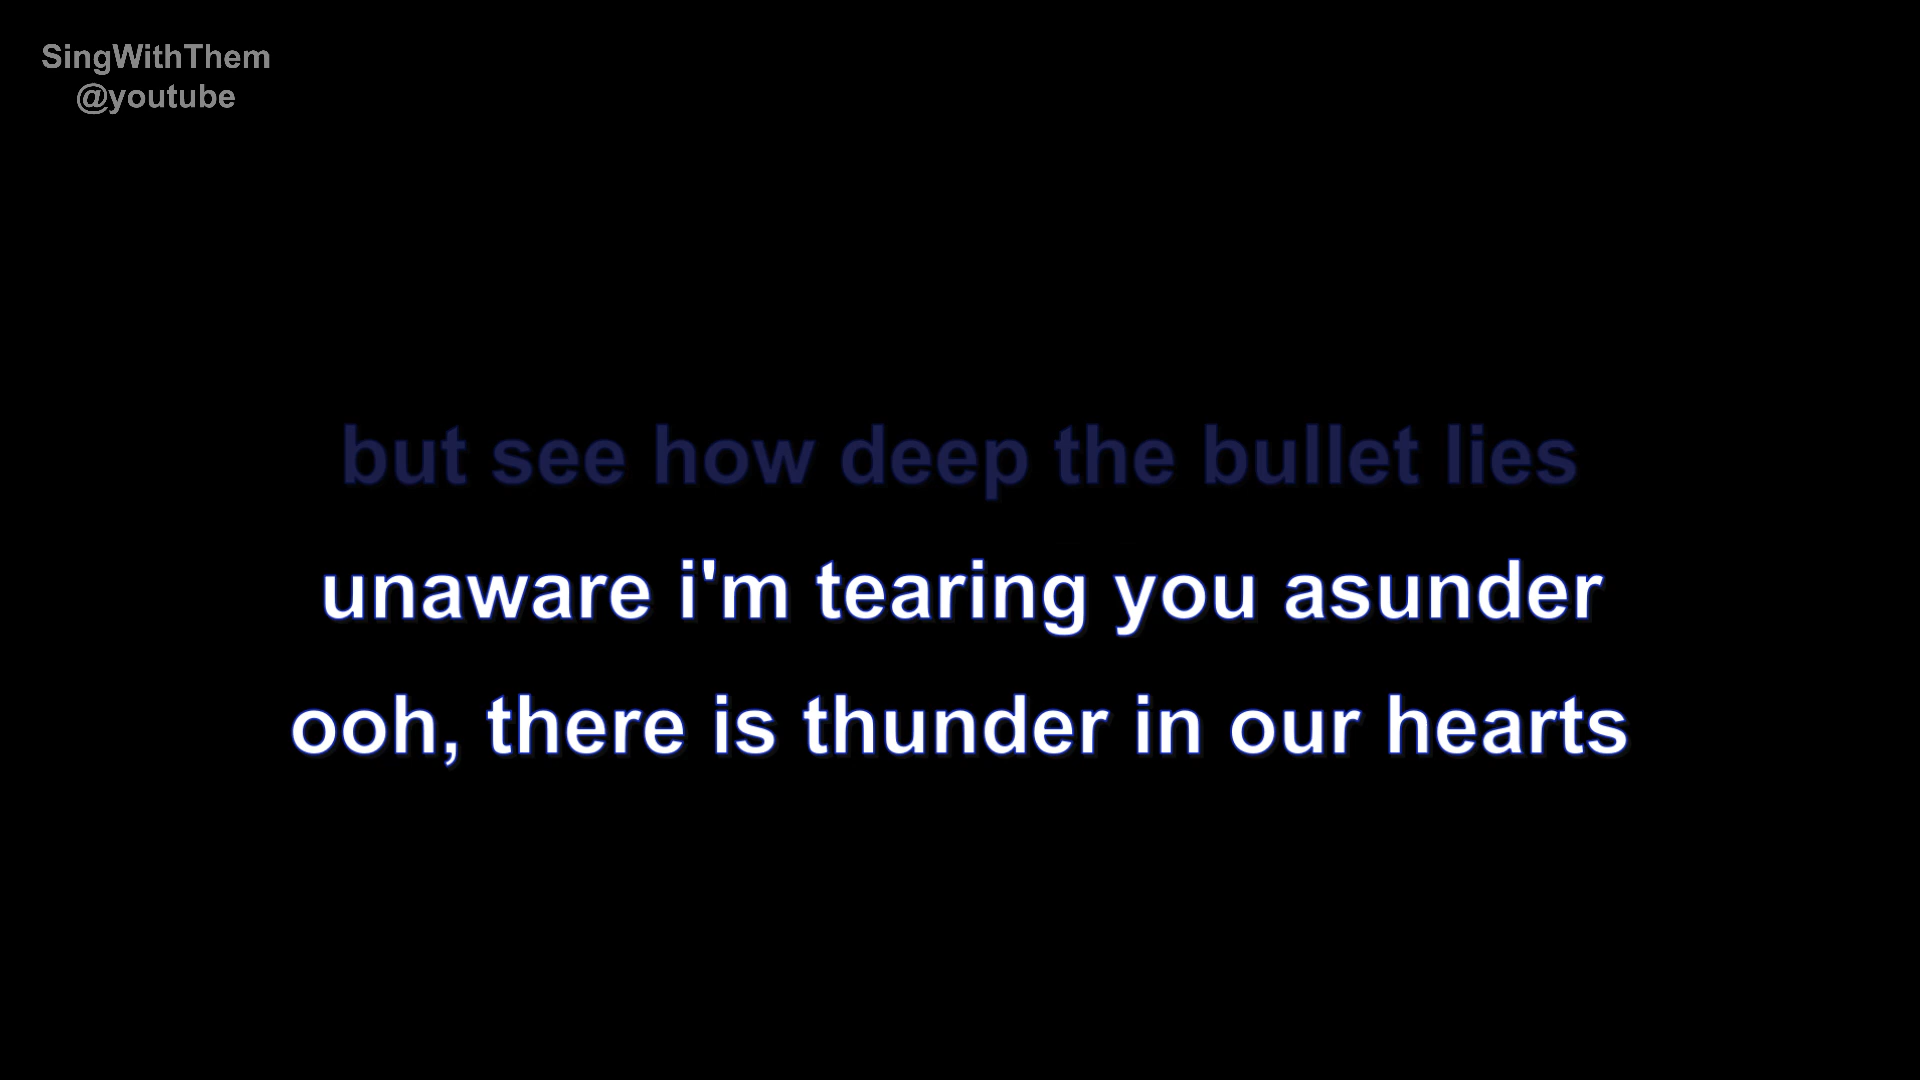 SingWithThem
@youtube
but see how deep the bullet lies
unaware i'm tearing you asunder
ooh, there is thunder in our hearts